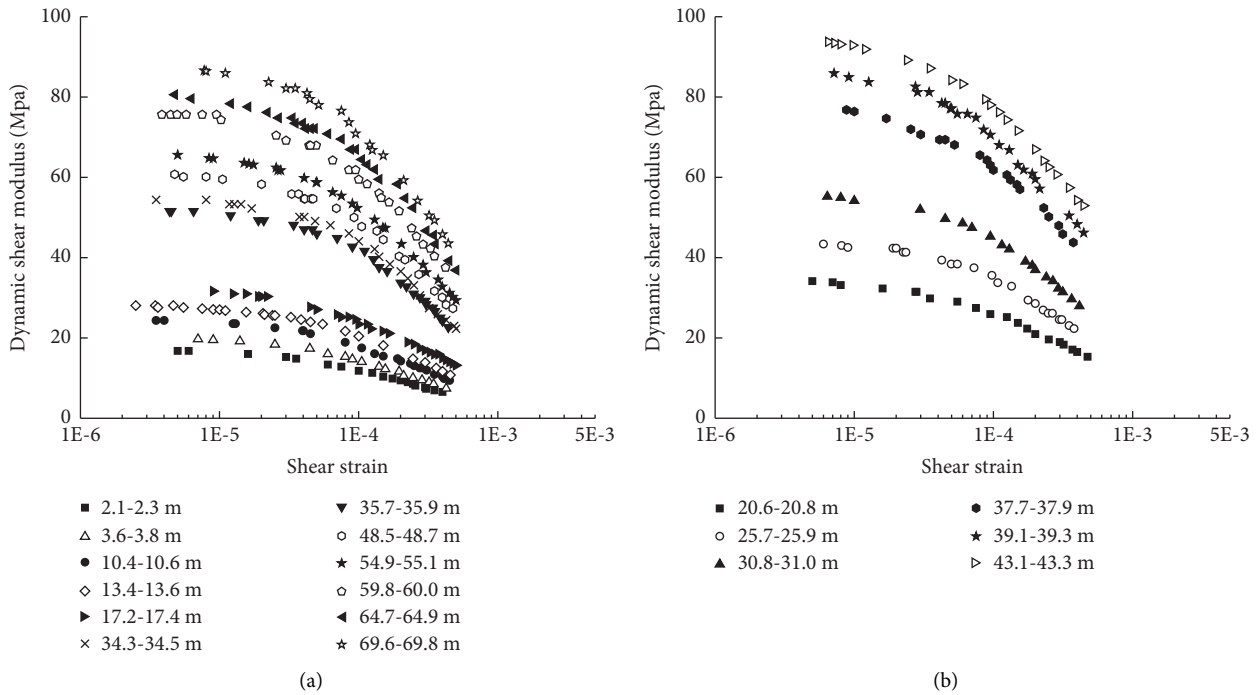 Dynamic shear modulus (Mpa)
100
80
60
40
20
0
1E-6
1E-5
1E-4
1E-3
5E-3
Shear strain
2.1-2.3 m
3.6-3.8 m
10.4-10.6 m
13.4-13.6 m
17.2-17.4 m
34.3-34.5 m
35.7-35.9 m
48.5-48.7 m
54.9-55.1 m
59.8-60.0 m
64.7-64.9 m
69.6-69.8 m
(a)
Dynamic shear modulus (Mpa)
100
80
60
40
20
0
1E-6
1E-5
1E-4
1E-3
5E-3
Shear strain
20.6-20.8 m
25.7-25.9 m
30.8-31.0 m
37.7-37.9 m
39.1-39.3 m
43.1-43.3 m
(b)